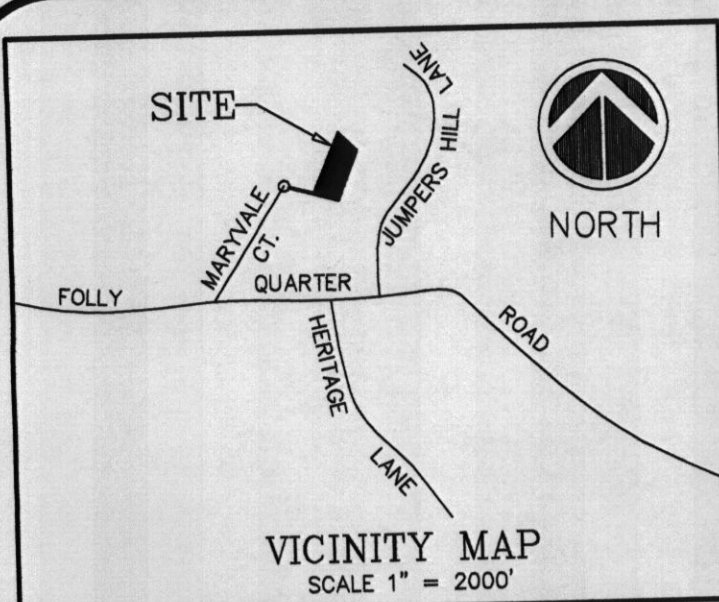 SITE
JUMPERS HILL LANE
NORTH
MARYVALE
CT.
FOLLY QUARTER ROAD
HERITAGE LANE
VICINITY MAP
SCALE 1" = 2000'